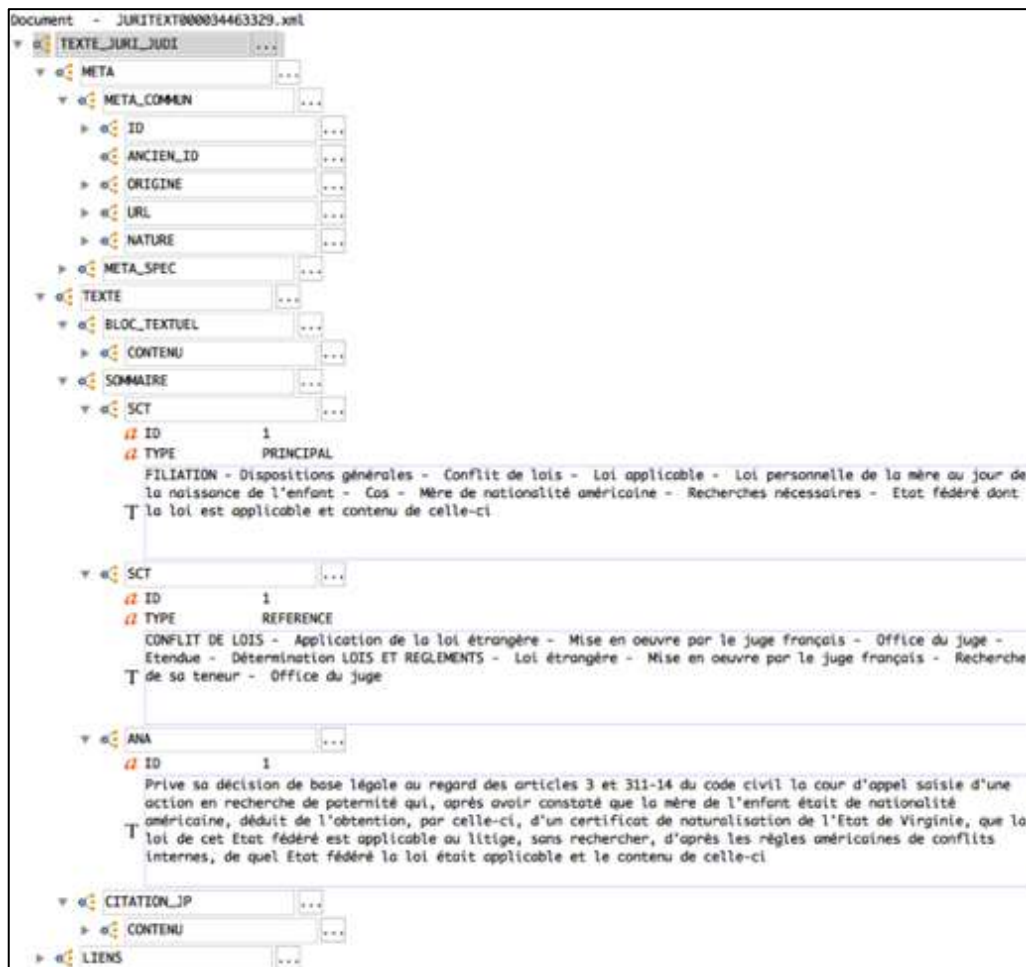 Document - JURITEXT000034463329.xml
TEXTE_JURI_JUDI ...
META ...
META_COMMUN ...
ID ...
ANCIEN_ID ...
ORIGINE ...
URL ...
NATURE ...
META_SPEC ...
TEXTE ...
BLOC_TEXTUEL ...
CONTENU ...
SOMMAIRE ...
SCT ...
a ID 1
a TYPE PRINCIPAL
FILIATION - Dispositions générales - Conflit de lois - Loi applicable - Loi personnelle de la mère au jour de
la naissance de l'enfant - Cas - Mère de nationalité américaine - Recherches nécessaires - Etat fédéré dont
T la loi est applicable et contenu de celle-ci
SCT ...
a ID 1
a TYPE REFERENCE
CONFLIT DE LOIS - Application de la loi étrangère - Mise en oeuvre par le juge français - Office du juge -
Etendue - Détermination LOIS ET REGLEMENTS - Loi étrangère - Mise en oeuvre par le juge français - Recherche
T de sa teneur - Office du juge
ANA ...
a ID 1
Prive sa décision de base légale au regard des articles 3 et 311-14 du code civil la cour d'appel saisie d'une
action en recherche de paternité qui, après avoir constaté que la mère de l'enfant était de nationalité
américaine, déduit de l'obtention, par celle-ci, d'un certificat de naturalisation de l'Etat de Virginie, que la
T loi de cet Etat fédéré est applicable au litige, sans rechercher, d'après les règles américaines de conflits
internes, de quel Etat fédéré la loi était applicable et le contenu de celle-ci
CITATION_JP ...
CONTENU ...
LIENS ...